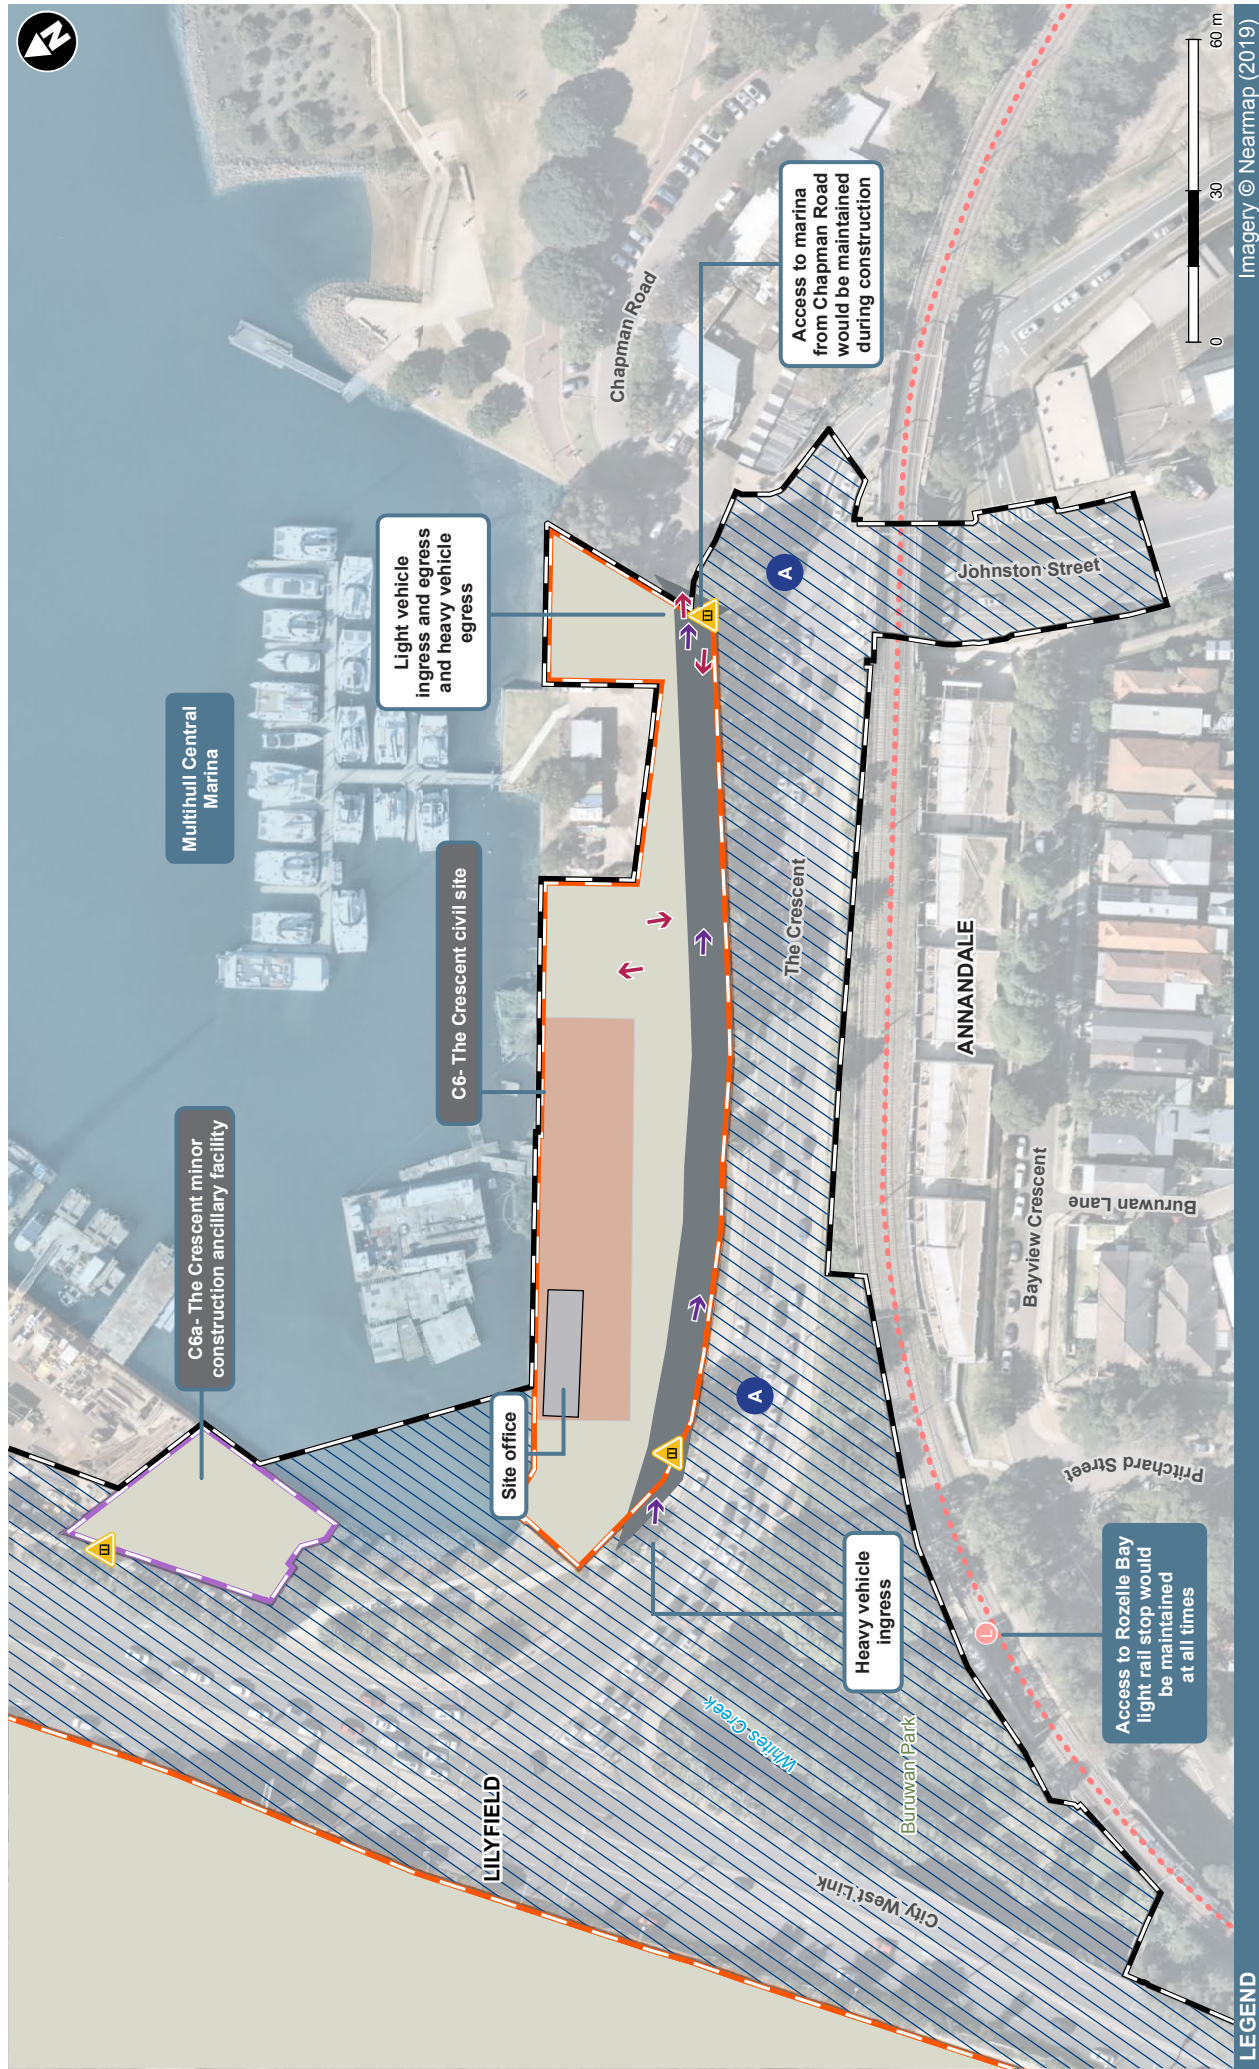 N
Multihull Central
Marina
C6a- The Crescent minor
construction ancillary facility
C6- The Crescent civil site
Light vehicle
ingress and egress
and heavy vehicle
egress
Chapman Road
Access to marina
from Chapman Road
would be maintained
during construction
Site office
Heavy vehicle
ingress
LILYFIELD
Whites Creek
Buruwan Park
City West Link
A
A
The Crescent
Johnston Street
ANNANDALE
Bayview Crescent
Buruwan Lane
Pritchard Street
L
Access to Rozelle Bay
light rail stop would
be maintained
at all times
0
30
60 m
LEGEND
Imagery © Nearmap (2019)